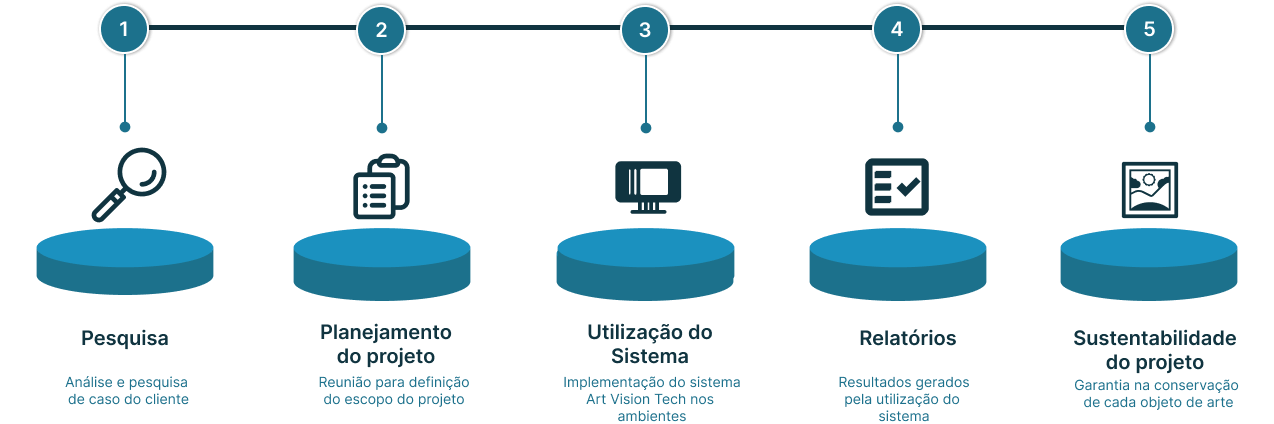 1
2
3
4
5
Pesquisa
Análise e pesquisa
de caso do cliente
Planejamento
do projeto
Reunião para definição
do escopo do projeto
Utilização do
Sistema
Implementação do sistema
Art Vision Tech nos
ambientes
Relatórios
Resultados gerados
pela utilização do
sistema
Sustentabilidade
do projeto
Garantia na conservação
de cada objeto de arte